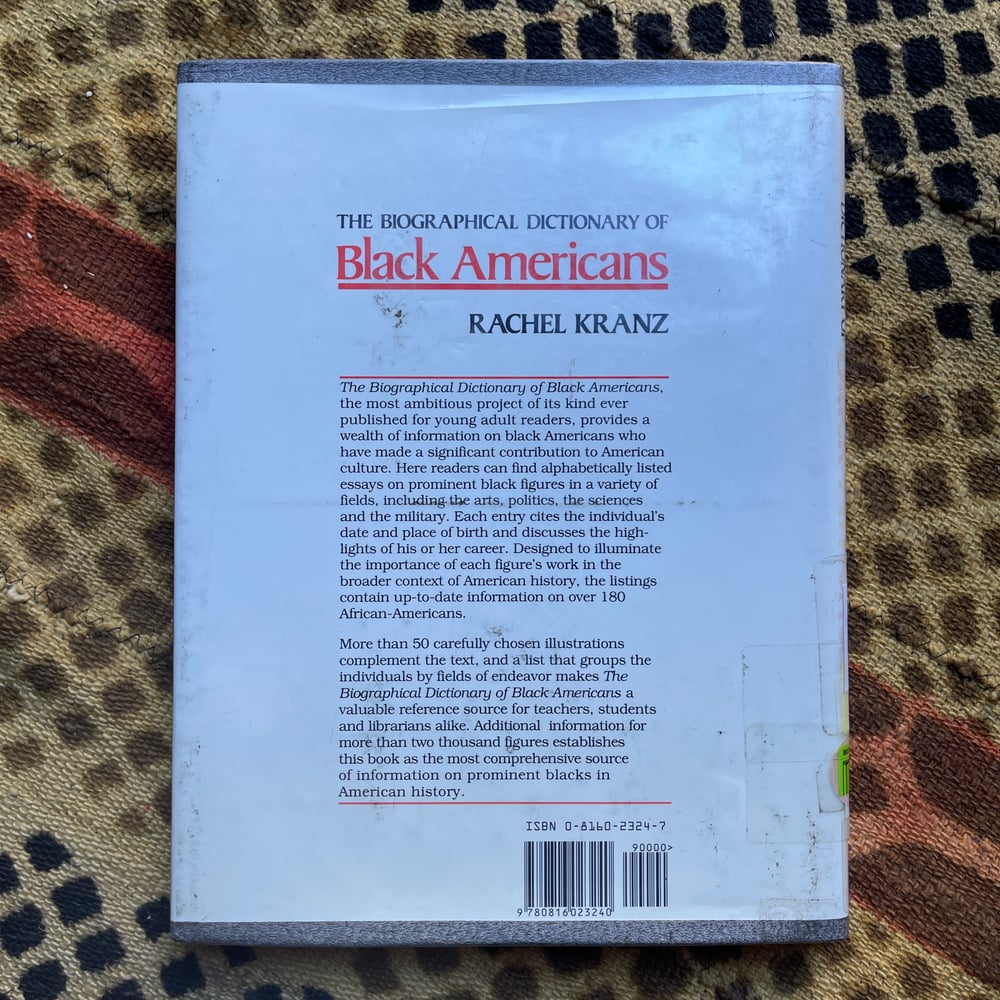 THE BIOGRAPHICAL DICTIONARY OF
Black Americans
RACHEL KRANZ
The Biographical Dictionary of Black Americans,
the most ambitious project of its kind ever
published for young adult readers, provides a
wealth of information on black Americans who
have made a significant contribution to American
culture. Here readers can find alphabetically listed
essays on prominent black figures in a variety of
fields, including the arts, politics, the sciences
and the military. Each entry cites the individual's
date and place of birth and discusses the high-
lights of his or her career. Designed to illuminate
the importance of each figure's work in the
broader context of American history, the listings
contain up-to-date information on over 180
African-Americans.
More than 50 carefully chosen illustrations
complement the text, and a list that groups the
individuals by fields of endeavor makes The
Biographical Dictionary of Black Americans a
valuable reference source for teachers, students
and librarians alike. Additional information for
more than two thousand figures establishes
this book as the most comprehensive source
of information on prominent blacks in
American history.
ISBN 0-8160-2324-7
90000>
9 780816 023240